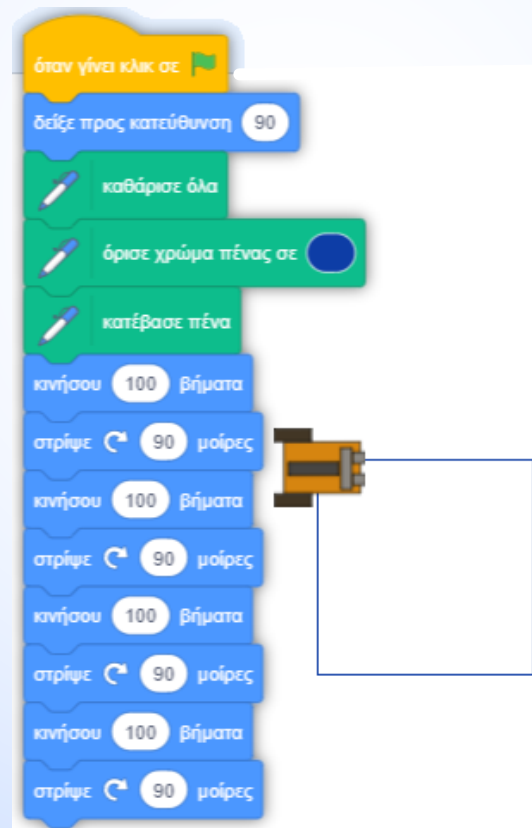 όταν γίνει κλικ σε
δείξε προς κατεύθυνση 90
καθάρισε όλα
όρισε χρώμα πένας σε
κατέβασε πένα
κινήσου 100 βήματα
στρίψε 90 μοίρες
κινήσου 100 βήματα
στρίψε 90 μοίρες
κινήσου 100 βήματα
στρίψε 90 μοίρες
κινήσου 100 βήματα
στρίψε 90 μοίρες